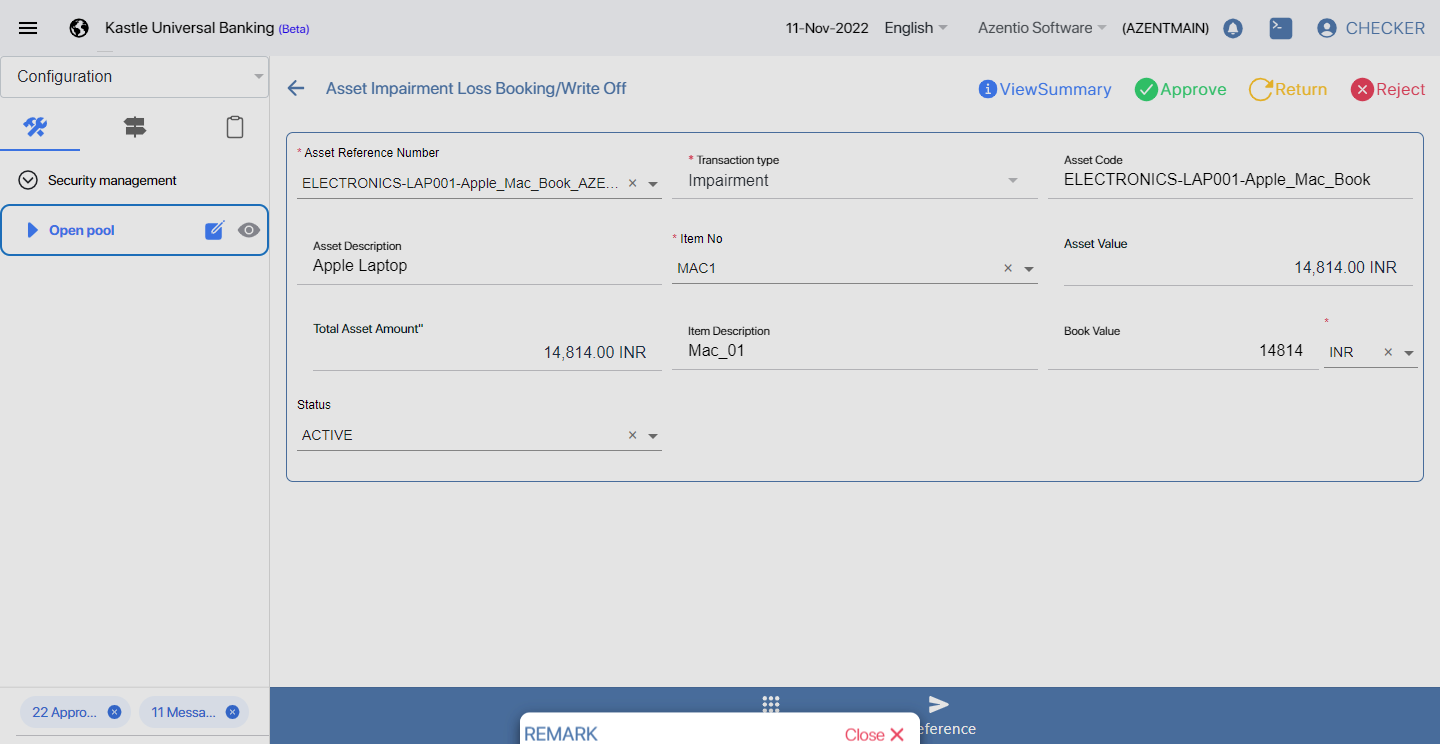 Kastle Universal Banking (Beta)
11-Nov-2022
English
Azentio Software
(AZENTMAIN)
CHECKER
Configuration
Asset Impairment Loss Booking/Write Off
ViewSummary
Approve
Return
Reject
Security management
Open pool
* Asset Reference Number
ELECTRONICS-LAP001-Apple_Mac_Book_AZE...
* Transaction type
Impairment
Asset Code
ELECTRONICS-LAP001-Apple_Mac_Book
Asset Description
Apple Laptop
* Item No
MAC1
Asset Value
14,814.00 INR
Total Asset Amount"
14,814.00 INR
Item Description
Mac_01
Book Value
14814
*
INR
Status
ACTIVE
22 Appro...
11 Messa...
eference
REMARK
Close